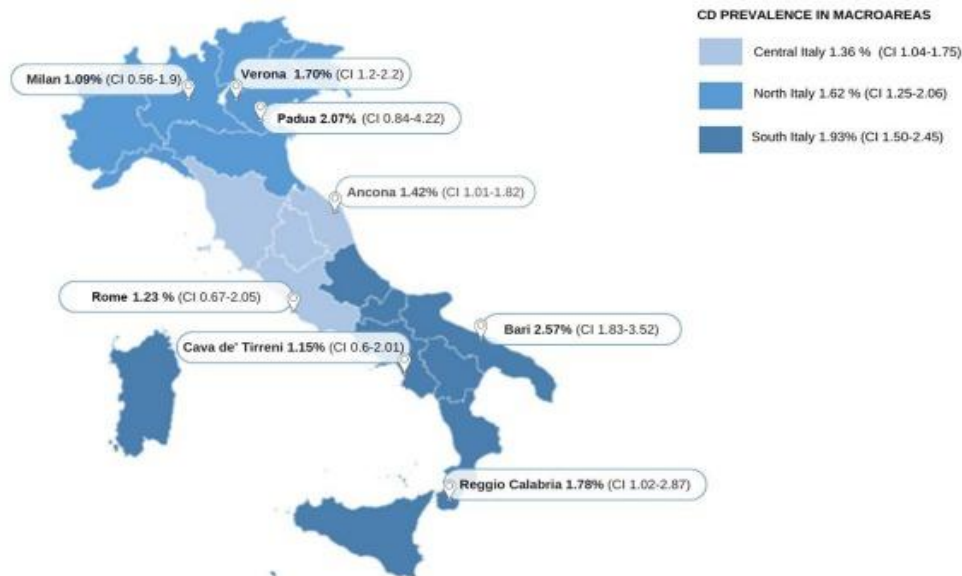 CD PREVALENCE IN MACROAREAS
Central Italy 1.36 % (CI 1.04-1.75)
North Italy 1.62 % (CI 1.25-2.06)
South Italy 1.93% (CI 1.50-2.45)
Milan 1.09% (CI 0.56-1.9)
Verona 1.70% (CI 1.2-2.2)
Padua 2.07% (CI 0.84-4.22)
Ancona 1.42% (CI 1.01-1.82)
Rome 1.23 % (CI 0.67-2.05)
Bari 2.57% (CI 1.83-3.52)
Cava de' Tirreni 1.15% (CI 0.6-2.01)
Reggio Calabria 1.78% (CI 1.02-2.87)